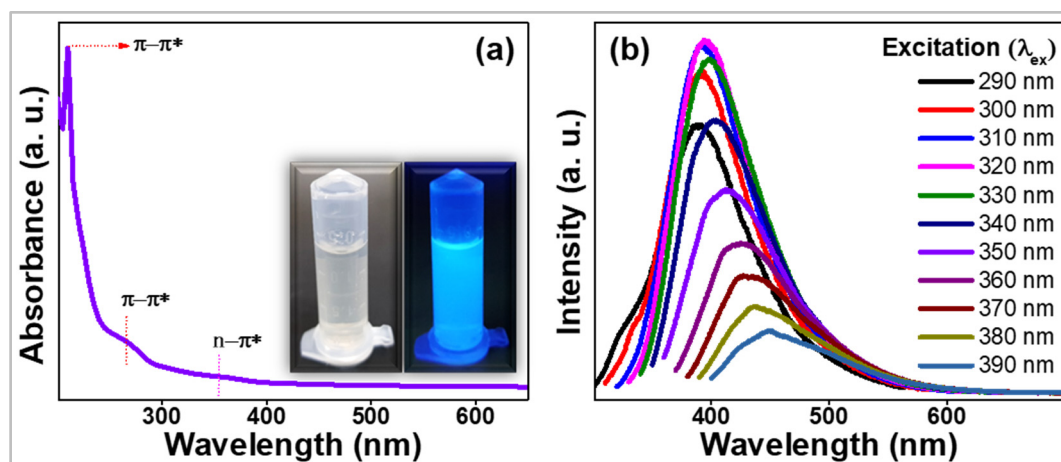 (a)
π–π*
π–π*
n–π*
Absorbance (a. u.)
300
400
500
600
Wavelength (nm)
(b)
Excitation (λex)
290 nm
300 nm
310 nm
320 nm
330 nm
340 nm
350 nm
360 nm
370 nm
380 nm
390 nm
Intensity (a. u.)
400
500
600
Wavelength (nm)